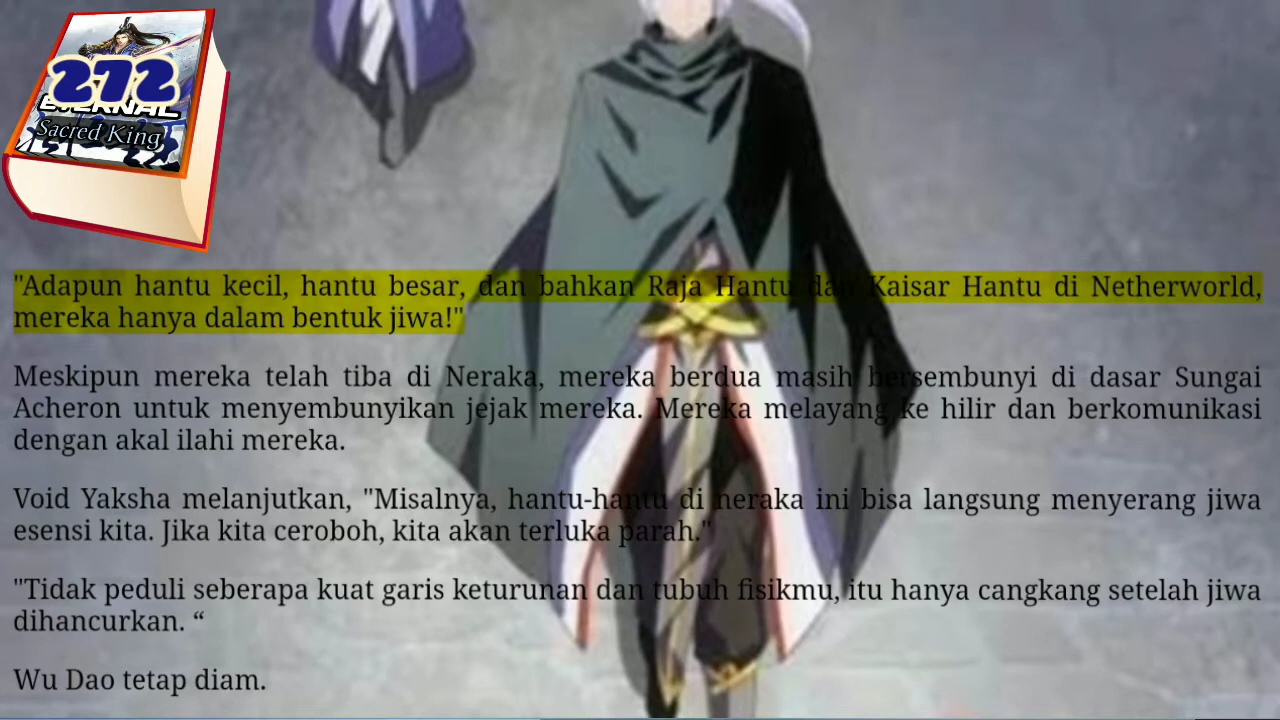 272
ETERNAL
Sacred King
"Adapun hantu kecil, hantu besar, dan bahkan Raja Hantu dan Kaisar Hantu di Netherworld,
mereka hanya dalam bentuk jiwa!"
Meskipun mereka telah tiba di Neraka, mereka berdua masih bersembunyi di dasar Sungai
Acheron untuk menyembunyikan jejak mereka. Mereka melayang ke hilir dan berkomunikasi
dengan akal ilahi mereka.
Void Yaksha melanjutkan, "Misalnya, hantu-hantu di neraka ini bisa langsung menyerang jiwa
esensi kita. Jika kita ceroboh, kita akan terluka parah."
"Tidak peduli seberapa kuat garis keturunan dan tubuh fisikmu, itu hanya cangkang setelah jiwa
dihancurkan. “
Wu Dao tetap diam.